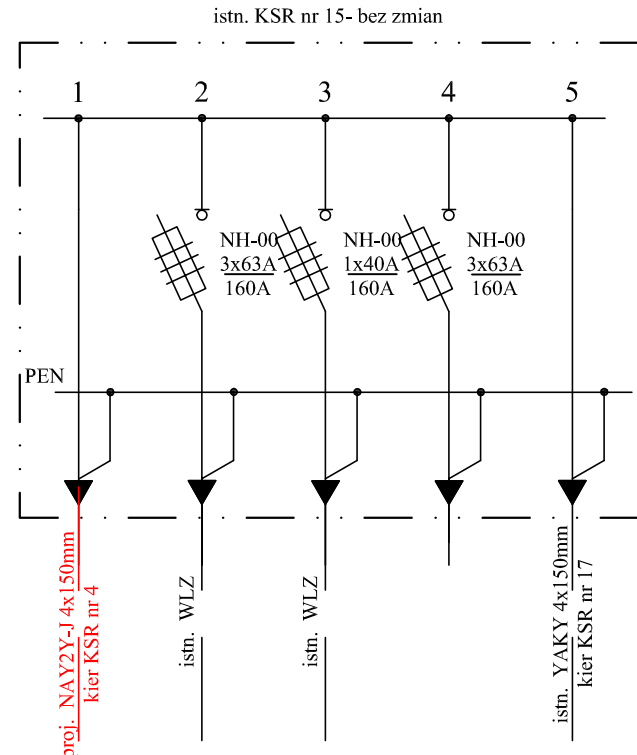 istn. KSR nr 15- bez zmian
1
2
3
4
5
NH-00
3x63A
160A
NH-00
1x40A
160A
NH-00
3x63A
160A
PEN
proj. NAY2Y-J 4x150mm
kier KSR nr 4
istn. WLZ
istn. WLZ
istn. YAKY 4x150mm
kier KSR nr 17